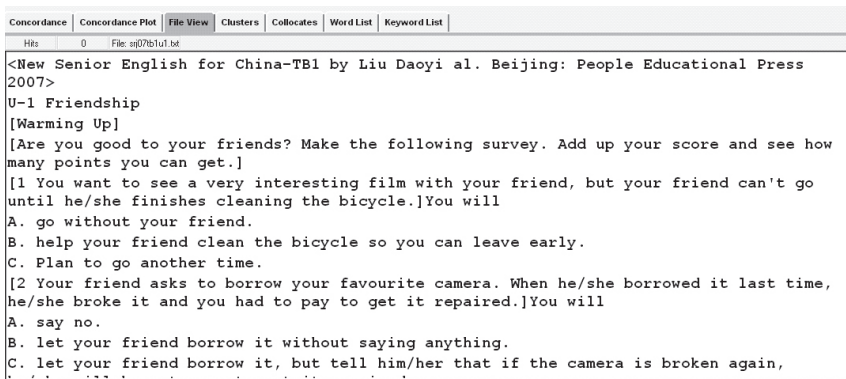 Concordance Concordance Plot File View Clusters Collocates Word List Keyword List
Hits 0 File: srj07tb1u1.txt
<New Senior English for China-TB1 by Liu Daoyi al. Beijing: People Educational Press
2007>
U-1 Friendship
[Warming Up]
[Are you good to your friends? Make the following survey. Add up your score and see how
many points you can get.]
[1 You want to see a very interesting film with your friend, but your friend can't go
until he/she finishes cleaning the bicycle.]You will
A. go without your friend.
B. help your friend clean the bicycle so you can leave early.
C. Plan to go another time.
[2 Your friend asks to borrow your favourite camera. When he/she borrowed it last time,
he/she broke it and you had to pay to get it repaired.]You will
A. say no.
B. let your friend borrow it without saying anything.
C. let your friend borrow it, but tell him/her that if the camera is broken again,